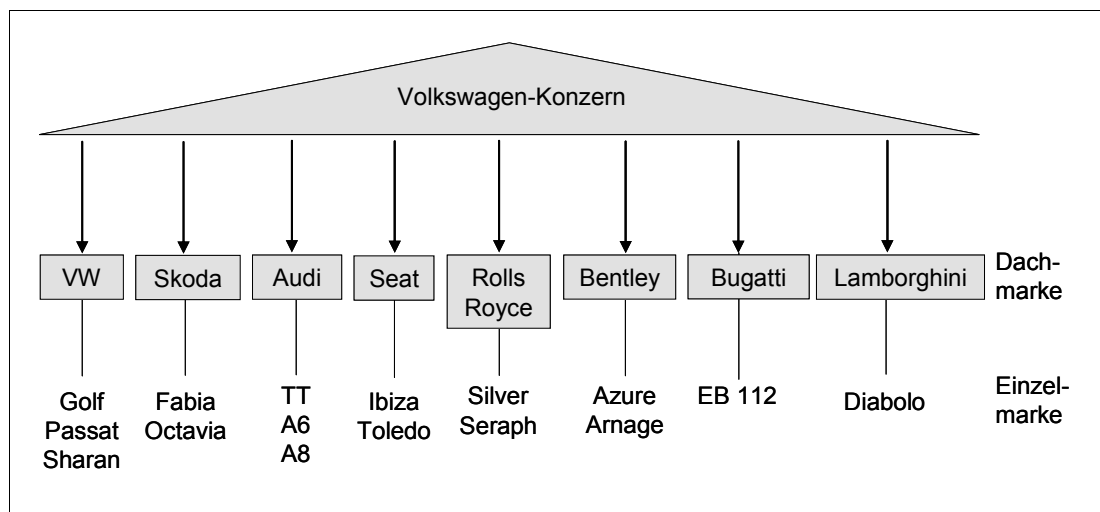 Volkswagen-Konzern
VW
Skoda
Audi
Seat
Rolls
Royce
Bentley
Bugatti
Lamborghini
Dach-
marke
Golf
Passat
Sharan
Fabia
Octavia
TT
A6
A8
Ibiza
Toledo
Silver
Seraph
Azure
Arnage
EB 112
Diabolo
Einzel-
marke